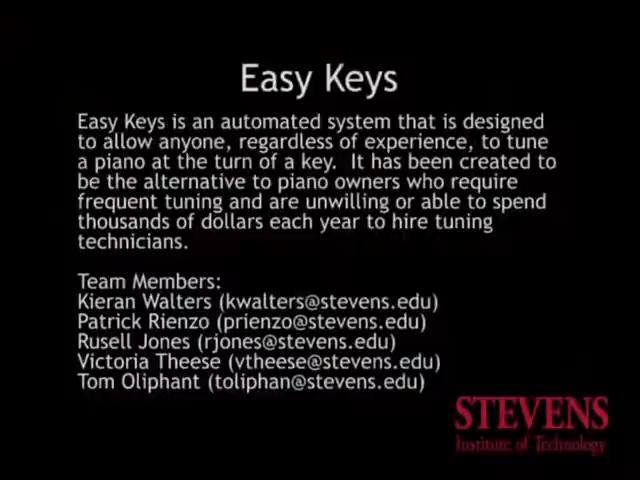 Easy Keys
Easy Keys is an automated system that is designed
to allow anyone, regardless of experience, to tune
a piano at the turn of a key. It has been created to
be the alternative to piano owners who require
frequent tuning and are unwilling or able to spend
thousands of dollars each year to hire tuning
technicians.
Team Members:
Kieran Walters (kwalters@stevens.edu)
Patrick Rienzo (prienzo@stevens.edu)
Rusell Jones (rjones@stevens.edu)
Victoria Theese (vtheese@stevens.edu)
Tom Oliphant (toliphan@stevens.edu)
STEVENS
Institute of Technology